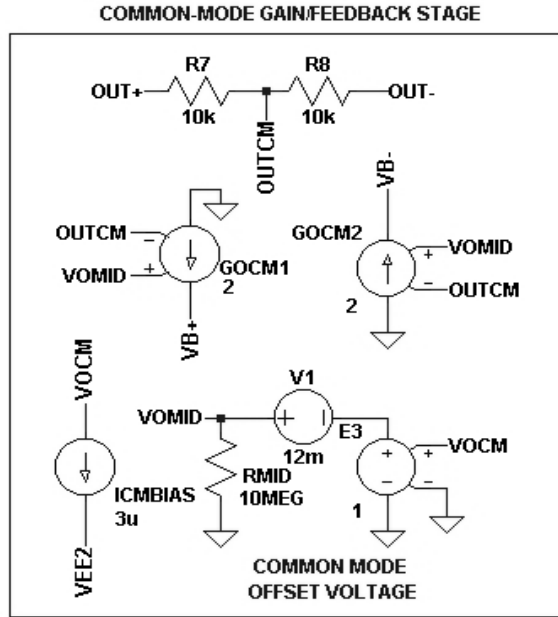 COMMON-MODE GAIN/FEEDBACK STAGE
R7
R8
OUT+
OUT-
10k
10k
OUTCM
VB-
OUTCM
GOCM2
VOMID
VOMID
GOCM1
OUTCM
2
2
VB+
VOCM
V1
VOMID
E3
VOCM
12m
RMID
ICMBIAS
10MEG
3u
1
VEE2
COMMON MODE
OFFSET VOLTAGE